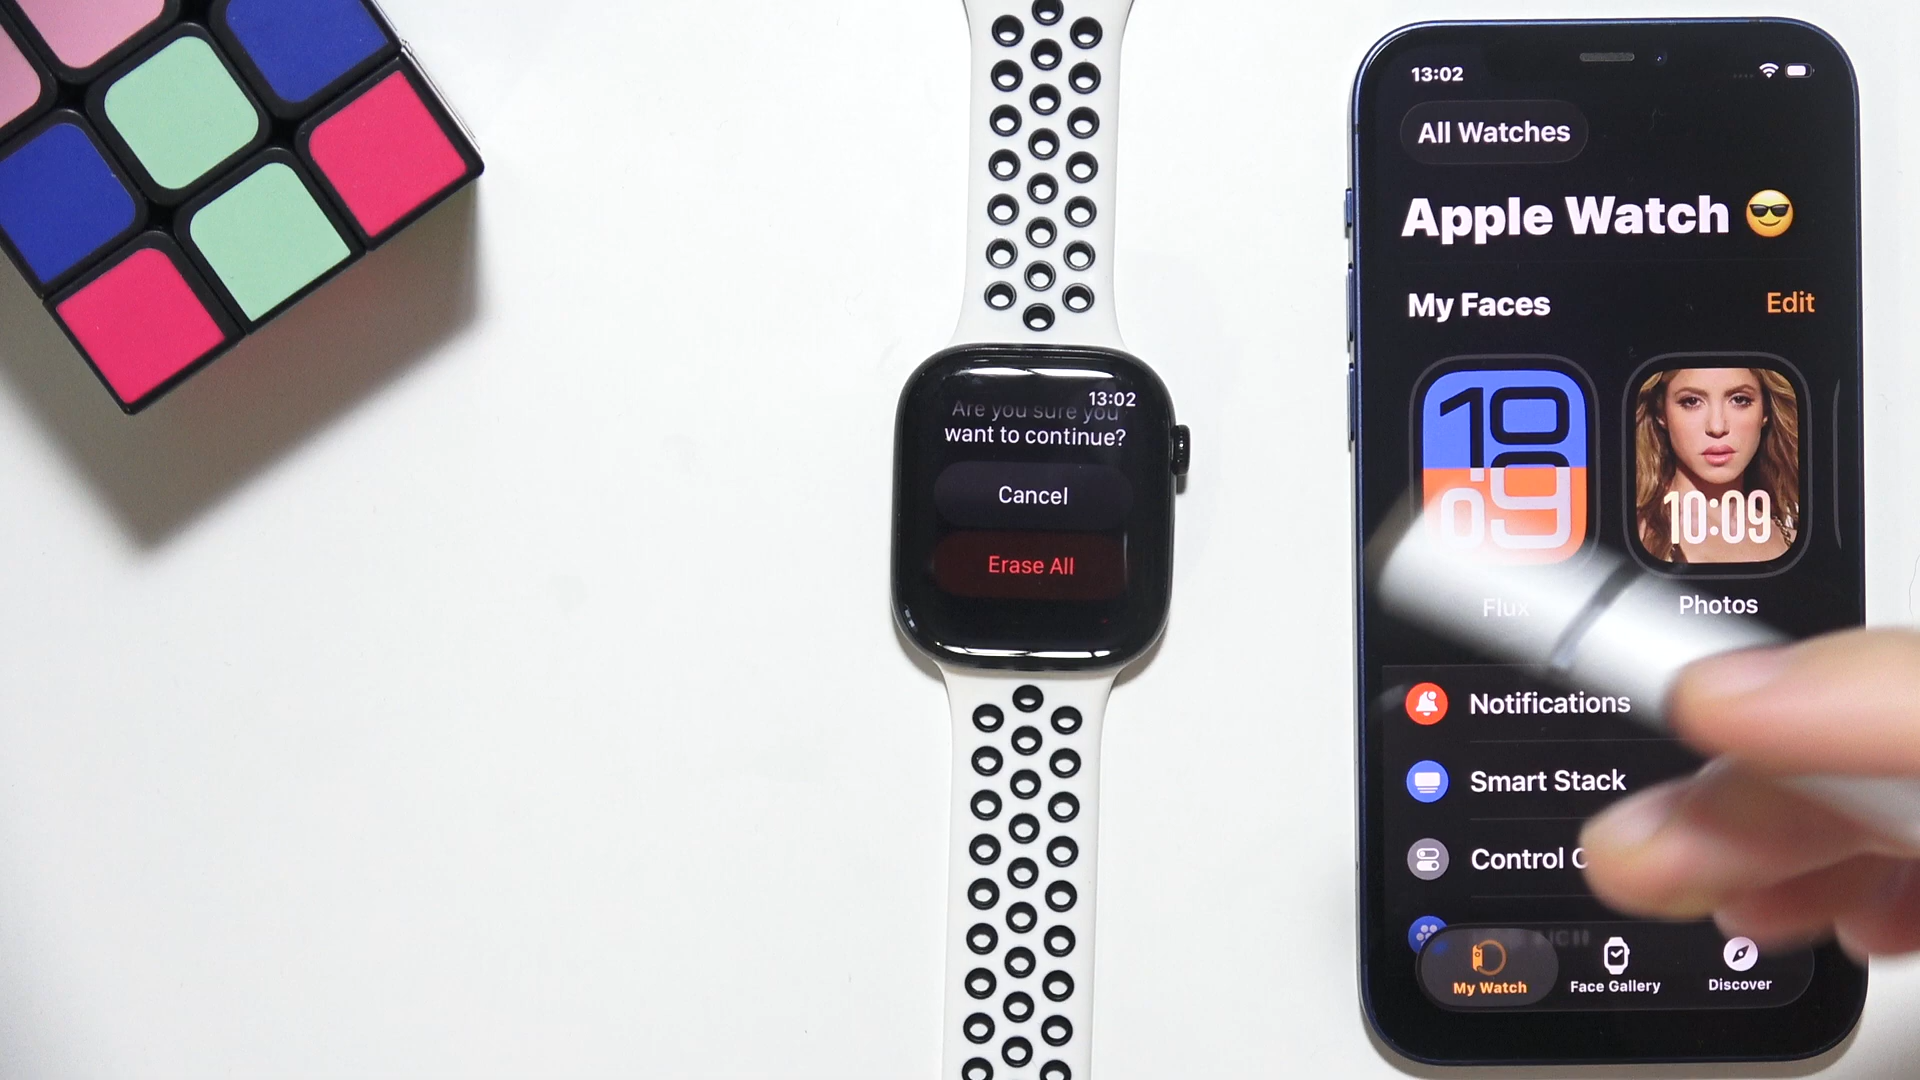 13:02
Are you sure you
want to continue?
Cancel
Erase All
13:02
All Watches
Apple Watch 😎
My Faces
Edit
10
09
10:09
Flux
Photos
Notifications
Smart Stack
Control C
My Watch
Face Gallery
Discover